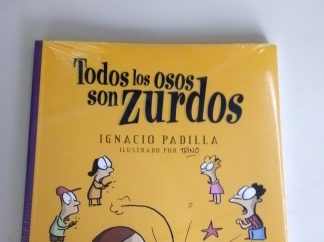 Todos los osos
son zurdos
IGNACIO PADILLA
ILUSTRADO POR TRINO